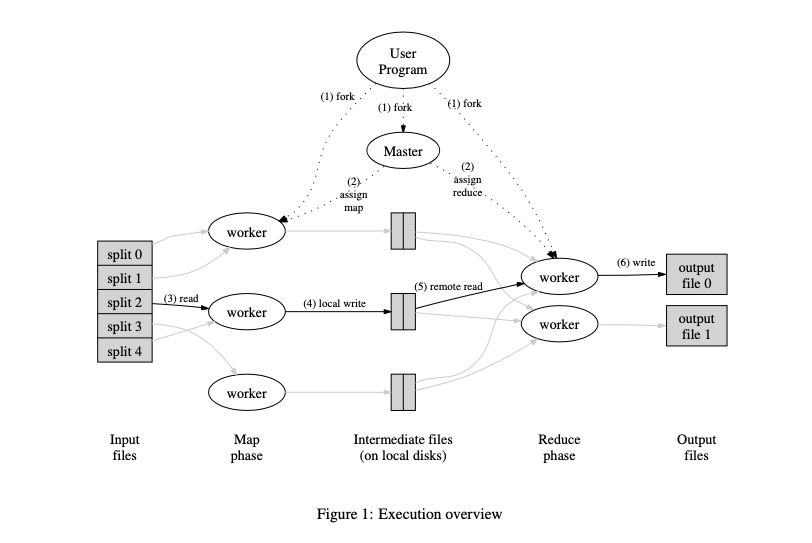 User
Program
(1) fork
(1) fork
(1) fork
Master
(2)
assign
map
(2)
assign
reduce
worker
split 0
split 1
split 2
split 3
split 4
(3) read
worker
(4) local write
worker
(5) remote read
worker
(6) write
output
file 0
worker
output
file 1
Input
files
Map
phase
Intermediate files
(on local disks)
Reduce
phase
Output
files
Figure 1: Execution overview